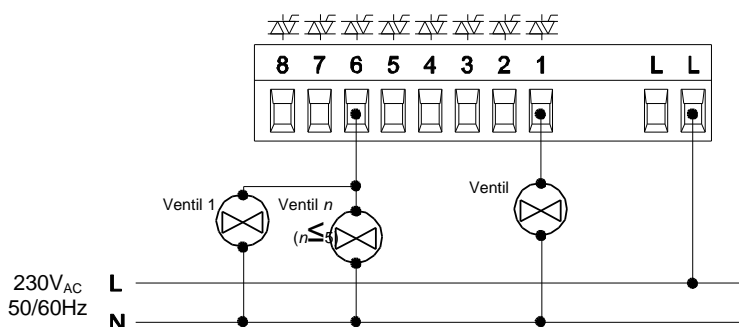 8 7 6 5 4 3 2 1 L L
Ventil 1 Ventil n Ventil
(n≤5)
230VAC L
50/60Hz N